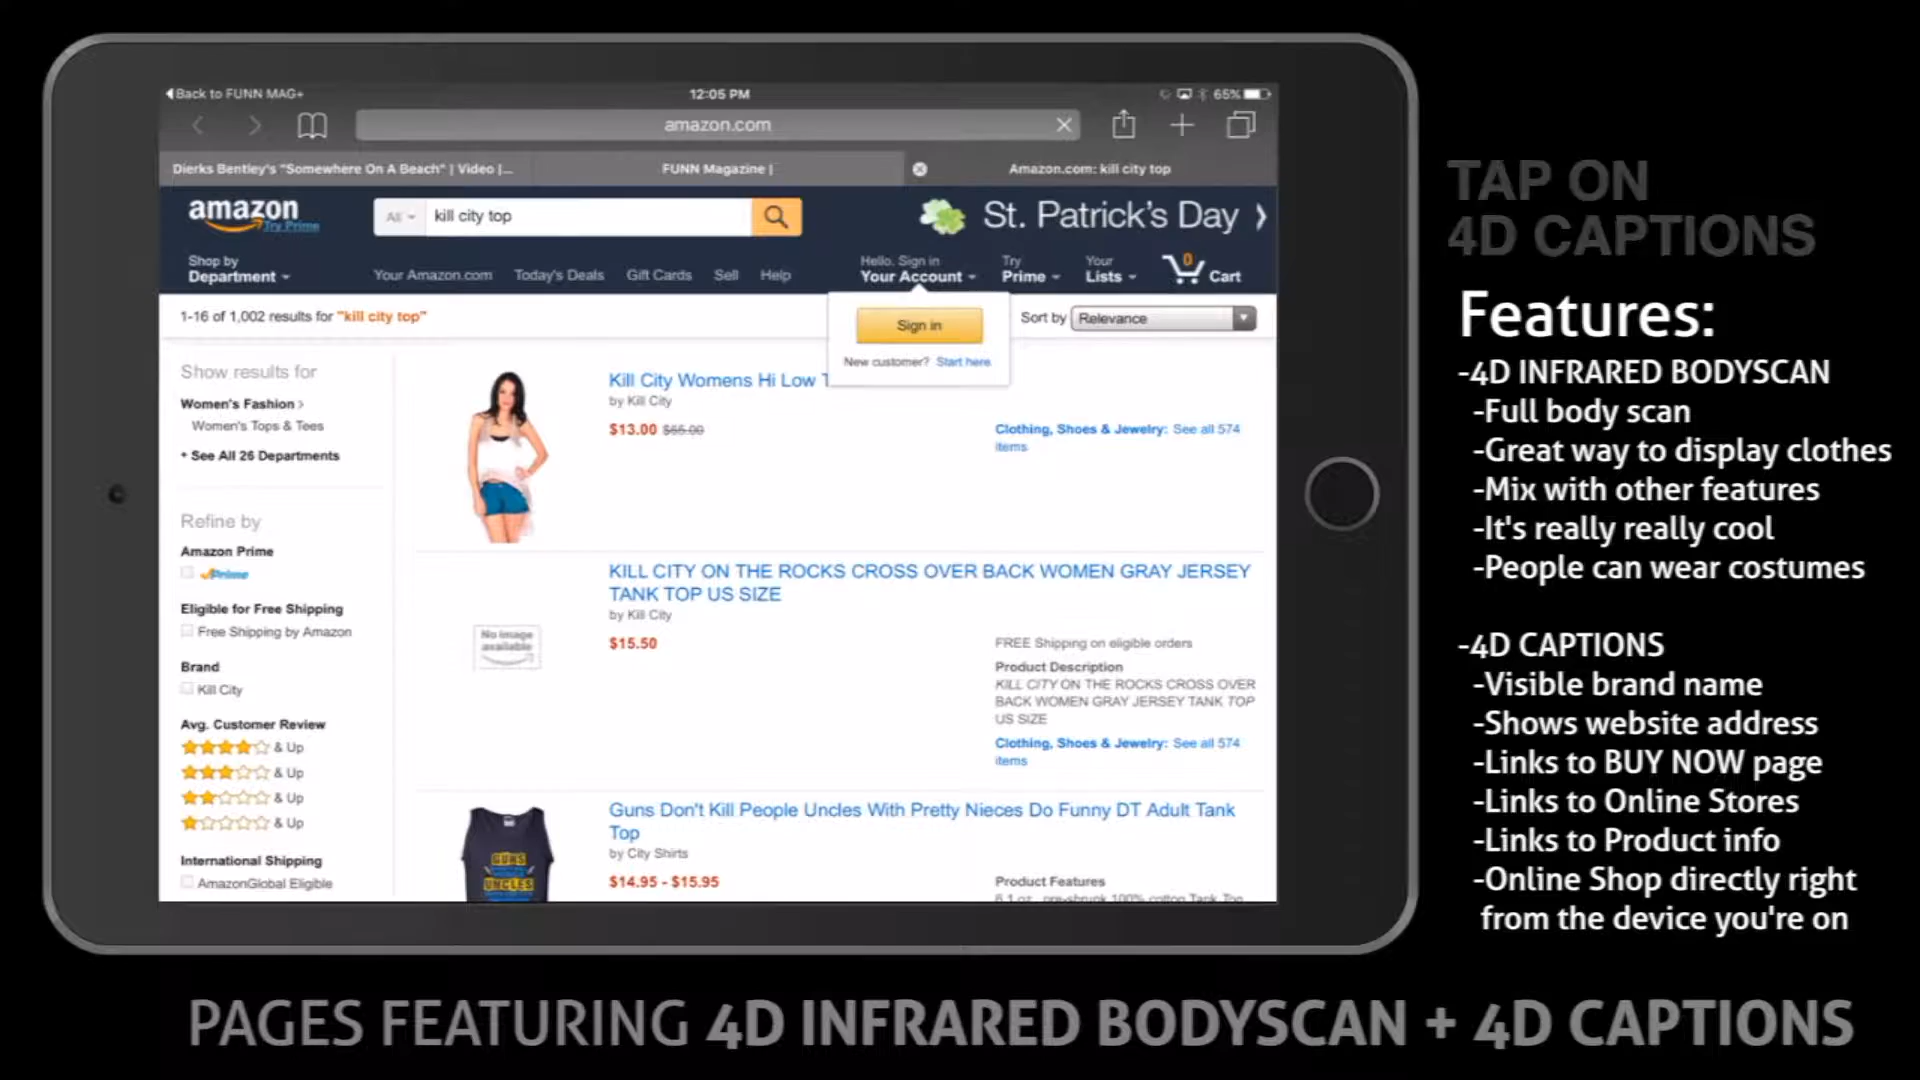 Back to FUNN MAG+
12:05 PM
65%
amazon.com
Dierks Bentley's "Somewhere On A Beach" | Video |...
FUNN Magazine |
Amazon.com: kill city top
amazon
Try Prime
All
kill city top
St. Patrick's Day
Shop by
Department
Your Amazon.com
Today's Deals
Gift Cards
Sell
Help
Hello. Sign in
Your Account
Try
Prime
Your
Lists
0
Cart
1-16 of 1,002 results for "kill city top"
Sign in
New customer? Start here.
Sort by
Relevance
Show results for
Women's Fashion
Women's Tops & Tees
+ See All 26 Departments
Refine by
Amazon Prime
Prime
Eligible for Free Shipping
Free Shipping by Amazon
Brand
Kill City
Avg. Customer Review
& Up
& Up
& Up
& Up
International Shipping
AmazonGlobal Eligible
Kill City Womens Hi Low
by Kill City
$13.00 $65.00
Clothing, Shoes & Jewelry: See all 574
items
KILL CITY ON THE ROCKS CROSS OVER BACK WOMEN GRAY JERSEY
TANK TOP US SIZE
by Kill City
No image
available
$15.50
FREE Shipping on eligible orders
Product Description
KILL CITY ON THE ROCKS CROSS OVER
BACK WOMEN GRAY JERSEY TANK TOP
US SIZE
Clothing, Shoes & Jewelry: See all 574
items
Guns Don't Kill People Uncles With Pretty Nieces Do Funny DT Adult Tank
Top
by City Shirts
GUNS
UNCLES
$14.95 - $15.95
Product Features
6.1 oz., pre-shrunk 100% cotton Tank Top
TAP ON
4D CAPTIONS
Features:
-4D INFRARED BODYSCAN
-Full body scan
-Great way to display clothes
-Mix with other features
-It's really really cool
-People can wear costumes
-4D CAPTIONS
-Visible brand name
-Shows website address
-Links to BUY NOW page
-Links to Online Stores
-Links to Product info
-Online Shop directly right
from the device you're on
PAGES FEATURING 4D INFRARED BODYSCAN + 4D CAPTIONS